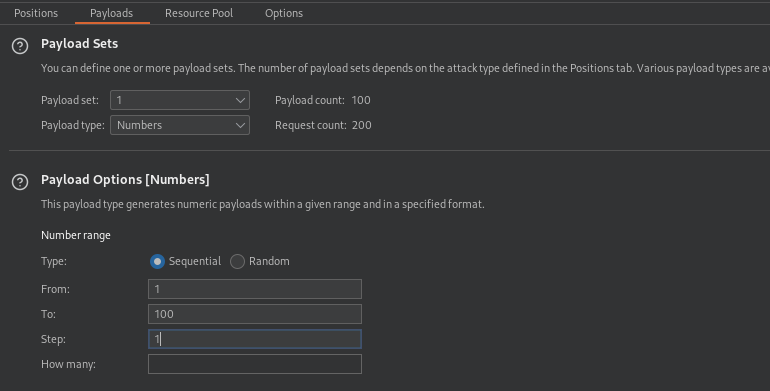 Positions Payloads Resource Pool Options
Payload Sets
You can define one or more payload sets. The number of payload sets depends on the attack type defined in the Positions tab. Various payload types are
Payload set: 1 Payload count: 100
Payload type: Numbers Request count: 200
Payload Options [Numbers]
This payload type generates numeric payloads within a given range and in a specified format.
Number range
Type: Sequential Random
From: 1
To: 100
Step: 1
How many: